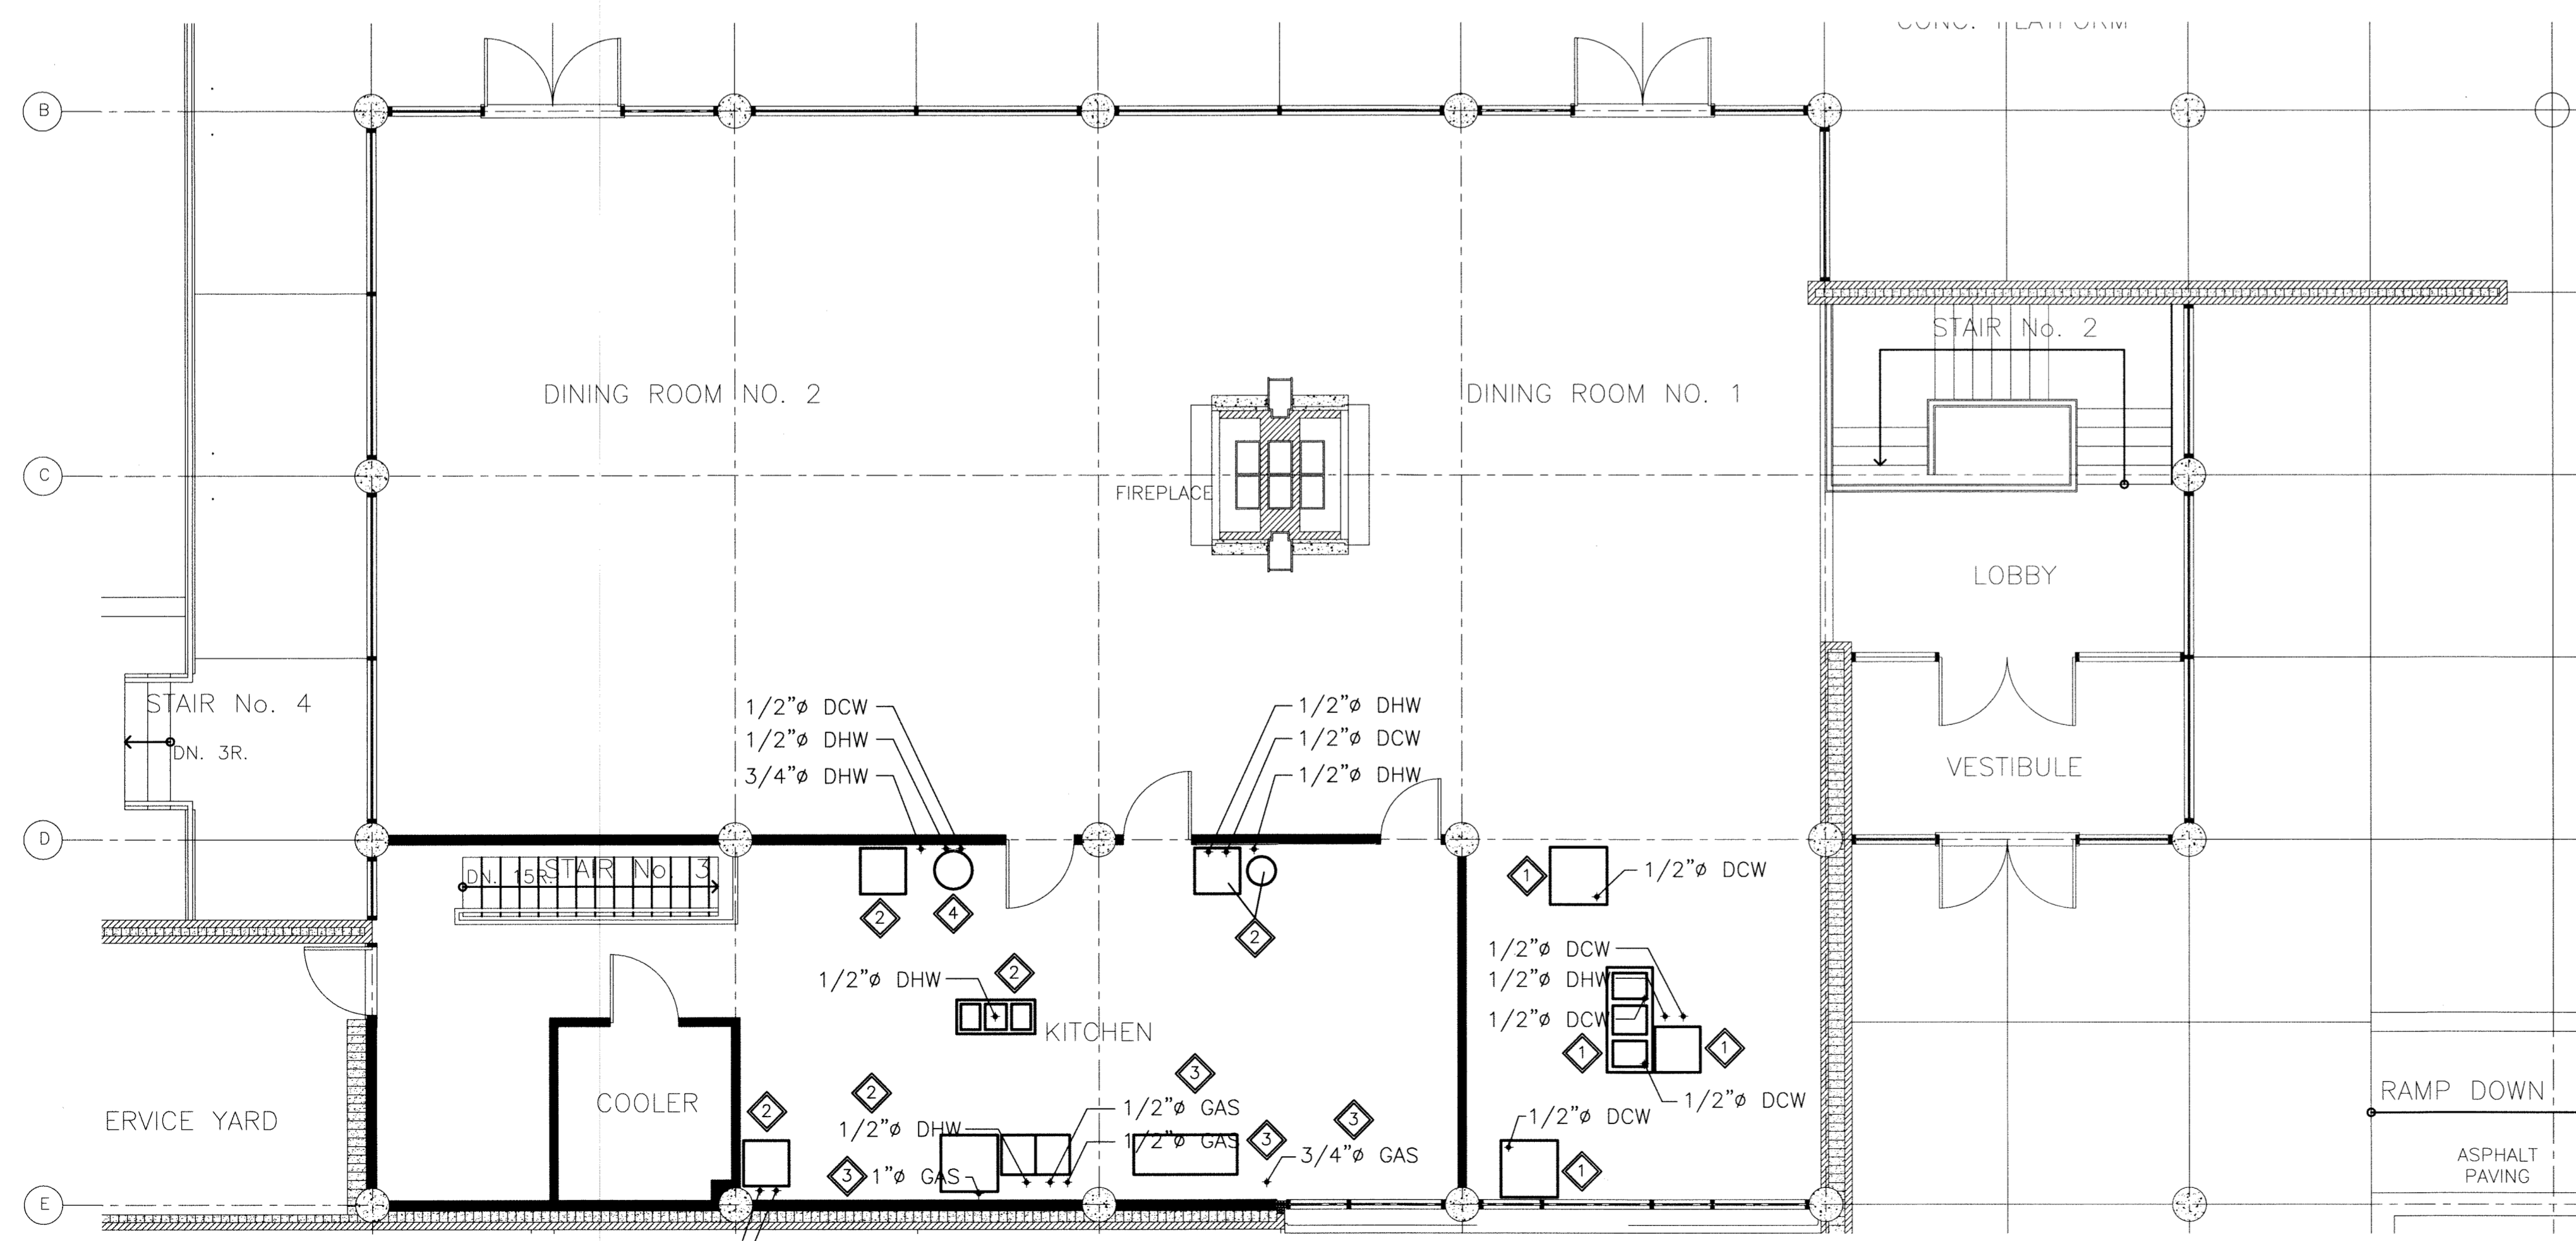 CONC. PLATFORM
B
STAIR No. 2
DINING ROOM NO. 2
DINING ROOM NO. 1
C
FIREPLACE
LOBBY
STAIR No. 4
DN. 3R.
1/2"ø DCW
1/2"ø DHW
3/4"ø DHW
1/2"ø DHW
1/2"ø DCW
1/2"ø DHW
VESTIBULE
D
STAIR No. 3
DN. 15R.
2
4
2
1
1/2"ø DCW
1/2"ø DCW
1/2"ø DHW
1/2"ø DCW
1
1
1/2"ø DCW
2
1/2"ø DHW
KITCHEN
COOLER
ERVICE YARD
2
2
3
1/2"ø GAS
1/2"ø DHW
1/2"ø GAS
3
3
3/4"ø GAS
3
1"ø GAS
1/2"ø DCW
1
RAMP DOWN
ASPHALT
PAVING
E